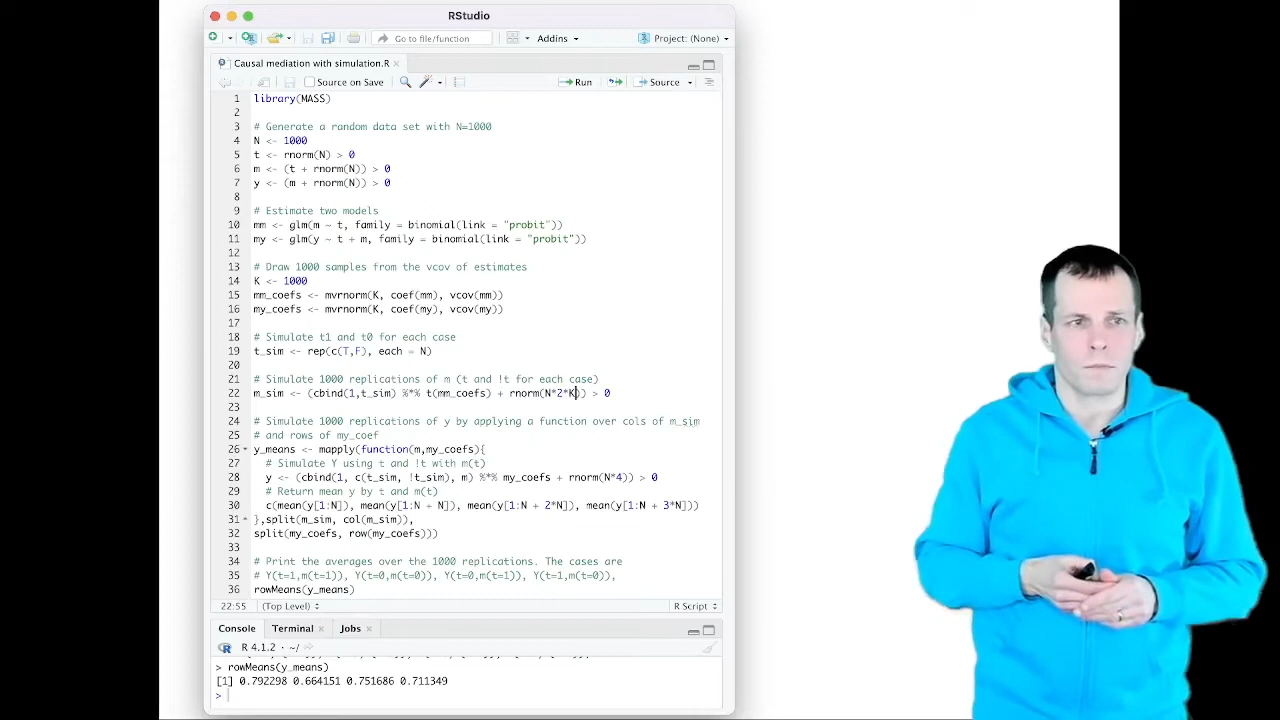 RStudio
Go to file/function
Addins
Project: (None)
Causal mediation with simulation.R
Source on Save
Run
Source
1 library(MASS)
2
3 # Generate a random data set with N=1000
4 N <- 1000
5 t <- rnorm(N) > 0
6 m <- (t + rnorm(N)) > 0
7 y <- (m + rnorm(N)) > 0
8
9 # Estimate two models
10 mm <- glm(m ~ t, family = binomial(link = "probit"))
11 my <- glm(y ~ t + m, family = binomial(link = "probit"))
12
13 # Draw 1000 samples from the vcov of estimates
14 K <- 1000
15 mm_coefs <- mvrnorm(K, coef(mm), vcov(mm))
16 my_coefs <- mvrnorm(K, coef(my), vcov(my))
17
18 # Simulate t1 and t0 for each case
19 t_sim <- rep(c(T,F), each = N)
20
21 # Simulate 1000 replications of m (t and !t for each case)
22 m_sim <- (cbind(1,t_sim) %*% t(mm_coefs) + rnorm(N*2*K)) > 0
23
24 # Simulate 1000 replications of y by applying a function over cols of m_sim
25 # and rows of my_coef
26 y_means <- mapply(function(m,my_coefs){
27 # Simulate Y using t and !t with m(t)
28 y <- (cbind(1, c(t_sim, !t_sim), m) %*% my_coefs + rnorm(N*4)) > 0
29 # Return mean y by t and m(t)
30 c(mean(y[1:N]), mean(y[1:N + N]), mean(y[1:N + 2*N]), mean(y[1:N + 3*N]))
31 },split(m_sim, col(m_sim)),
32 split(my_coefs, row(my_coefs)))
33
34 # Print the averages over the 1000 replications. The cases are
35 # Y(t=1,m(t=1)), Y(t=0,m(t=0)), Y(t=0,m(t=1)), Y(t=1,m(t=0)),
36 rowMeans(y_means)
22:55 (Top Level) R Script
Console Terminal Jobs
R 4.1.2 · ~/
> rowMeans(y_means)
[1] 0.792298 0.664151 0.751686 0.711349
>